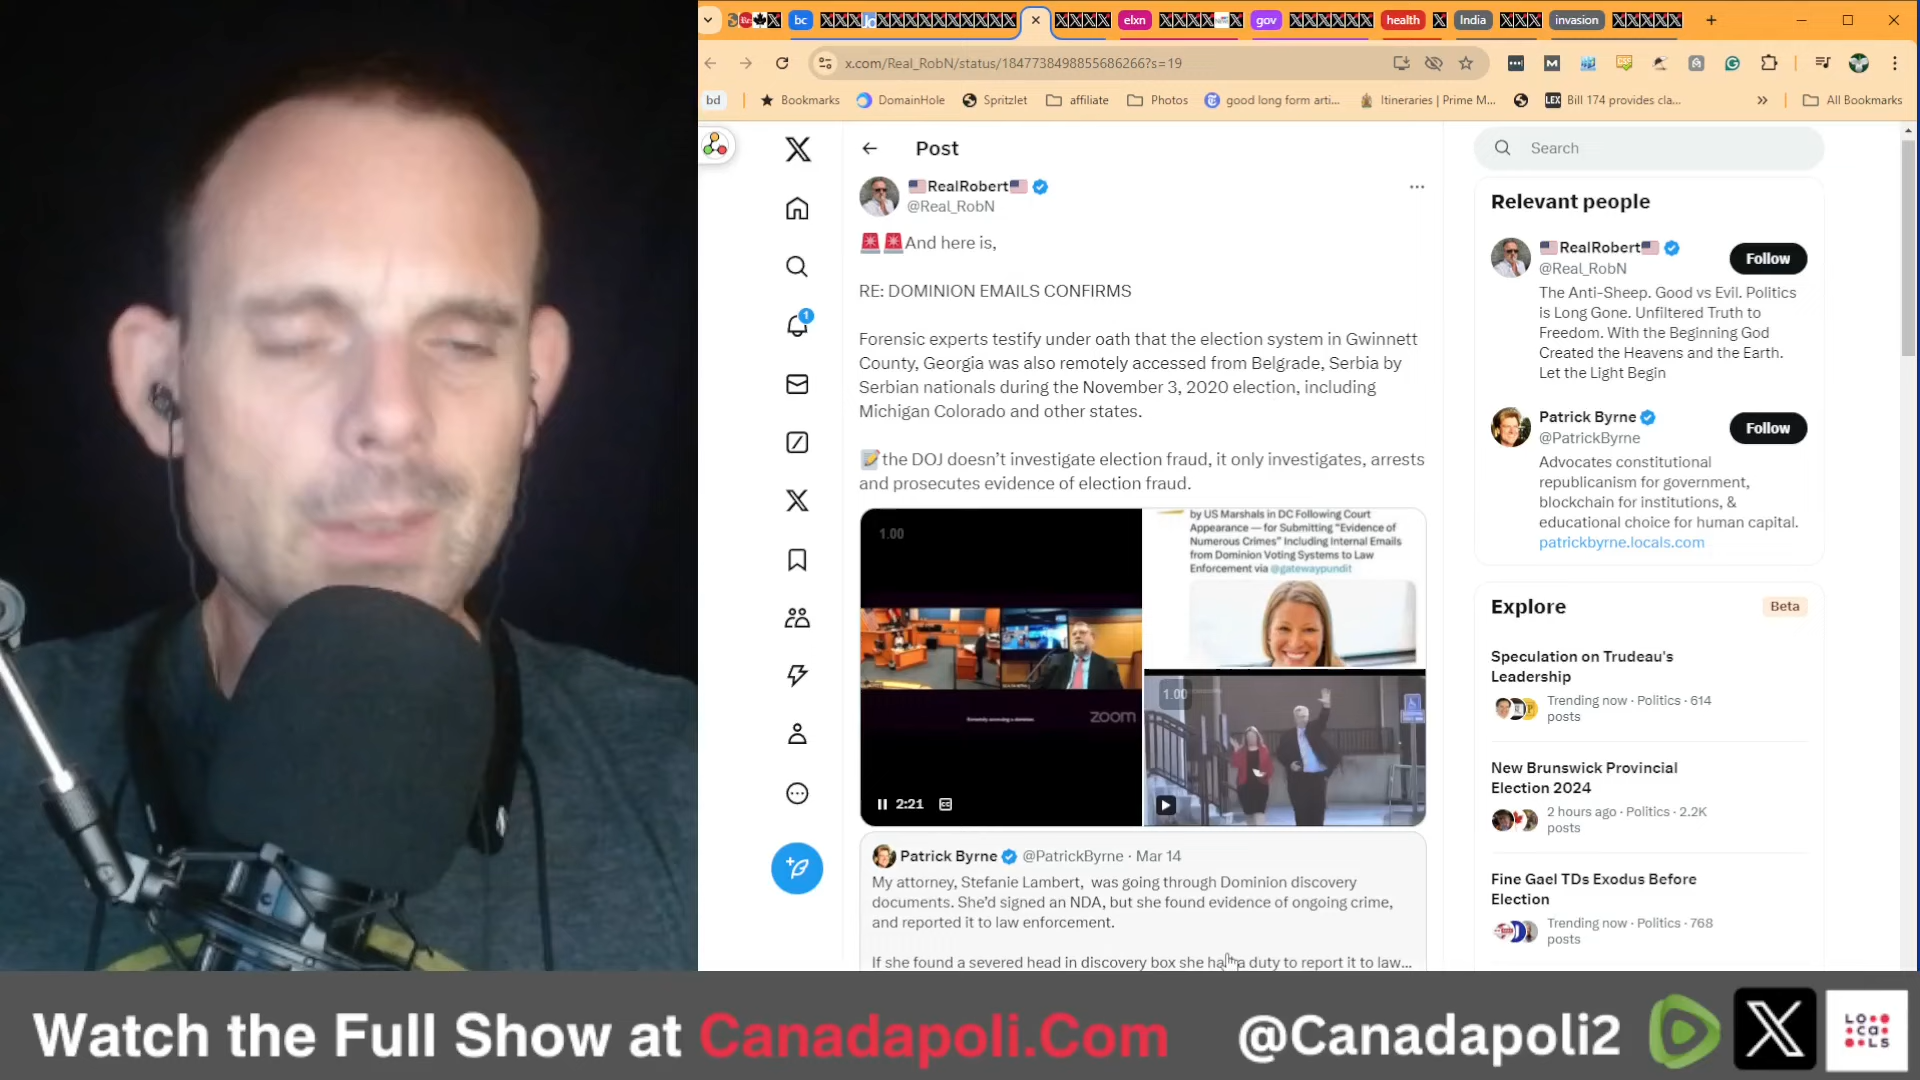 bc
elxn
gov
health
India
invasion
x.com/Real_RobN/status/1847738498855686266?s=19
bd
Bookmarks
DomainHole
Spritzlet
affiliate
Photos
good long form arti...
Itineraries | Prime M...
LEX
Bill 174 provides cla...
All Bookmarks
Post
RealRobert
@Real_RobN
And here is,
RE: DOMINION EMAILS CONFIRMS
Forensic experts testify under oath that the election system in Gwinnett
County, Georgia was also remotely accessed from Belgrade, Serbia by
Serbian nationals during the November 3, 2020 election, including
Michigan Colorado and other states.
the DOJ doesn't investigate election fraud, it only investigates, arrests
and prosecutes evidence of election fraud.
1.00
zoom
2:21
by US Marshals in DC Following Court
Appearance — for Submitting "Evidence of
Numerous Crimes" Including Internal Emails
from Dominion Voting Systems to Law
Enforcement via @gatewaypundit
1.00
Patrick Byrne @PatrickByrne · Mar 14
My attorney, Stefanie Lambert, was going through Dominion discovery
documents. She'd signed an NDA, but she found evidence of ongoing crime,
and reported it to law enforcement.
If she found a severed head in discovery box she had a duty to report it to law...
1
Search
Relevant people
RealRobert
@Real_RobN
Follow
The Anti-Sheep. Good vs Evil. Politics
is Long Gone. Unfiltered Truth to
Freedom. With the Beginning God
Created the Heavens and the Earth.
Let the Light Begin
Patrick Byrne
@PatrickByrne
Follow
Advocates constitutional
republicanism for government,
blockchain for institutions, &
educational choice for human capital.
patrickbyrne.locals.com
Explore
Beta
Speculation on Trudeau's
Leadership
Trending now · Politics · 614
posts
New Brunswick Provincial
Election 2024
2 hours ago · Politics · 2.2K
posts
Fine Gael TDs Exodus Before
Election
Trending now · Politics · 768
posts
Watch the Full Show at Canadapoli.Com
@Canadapoli2
LOCALS